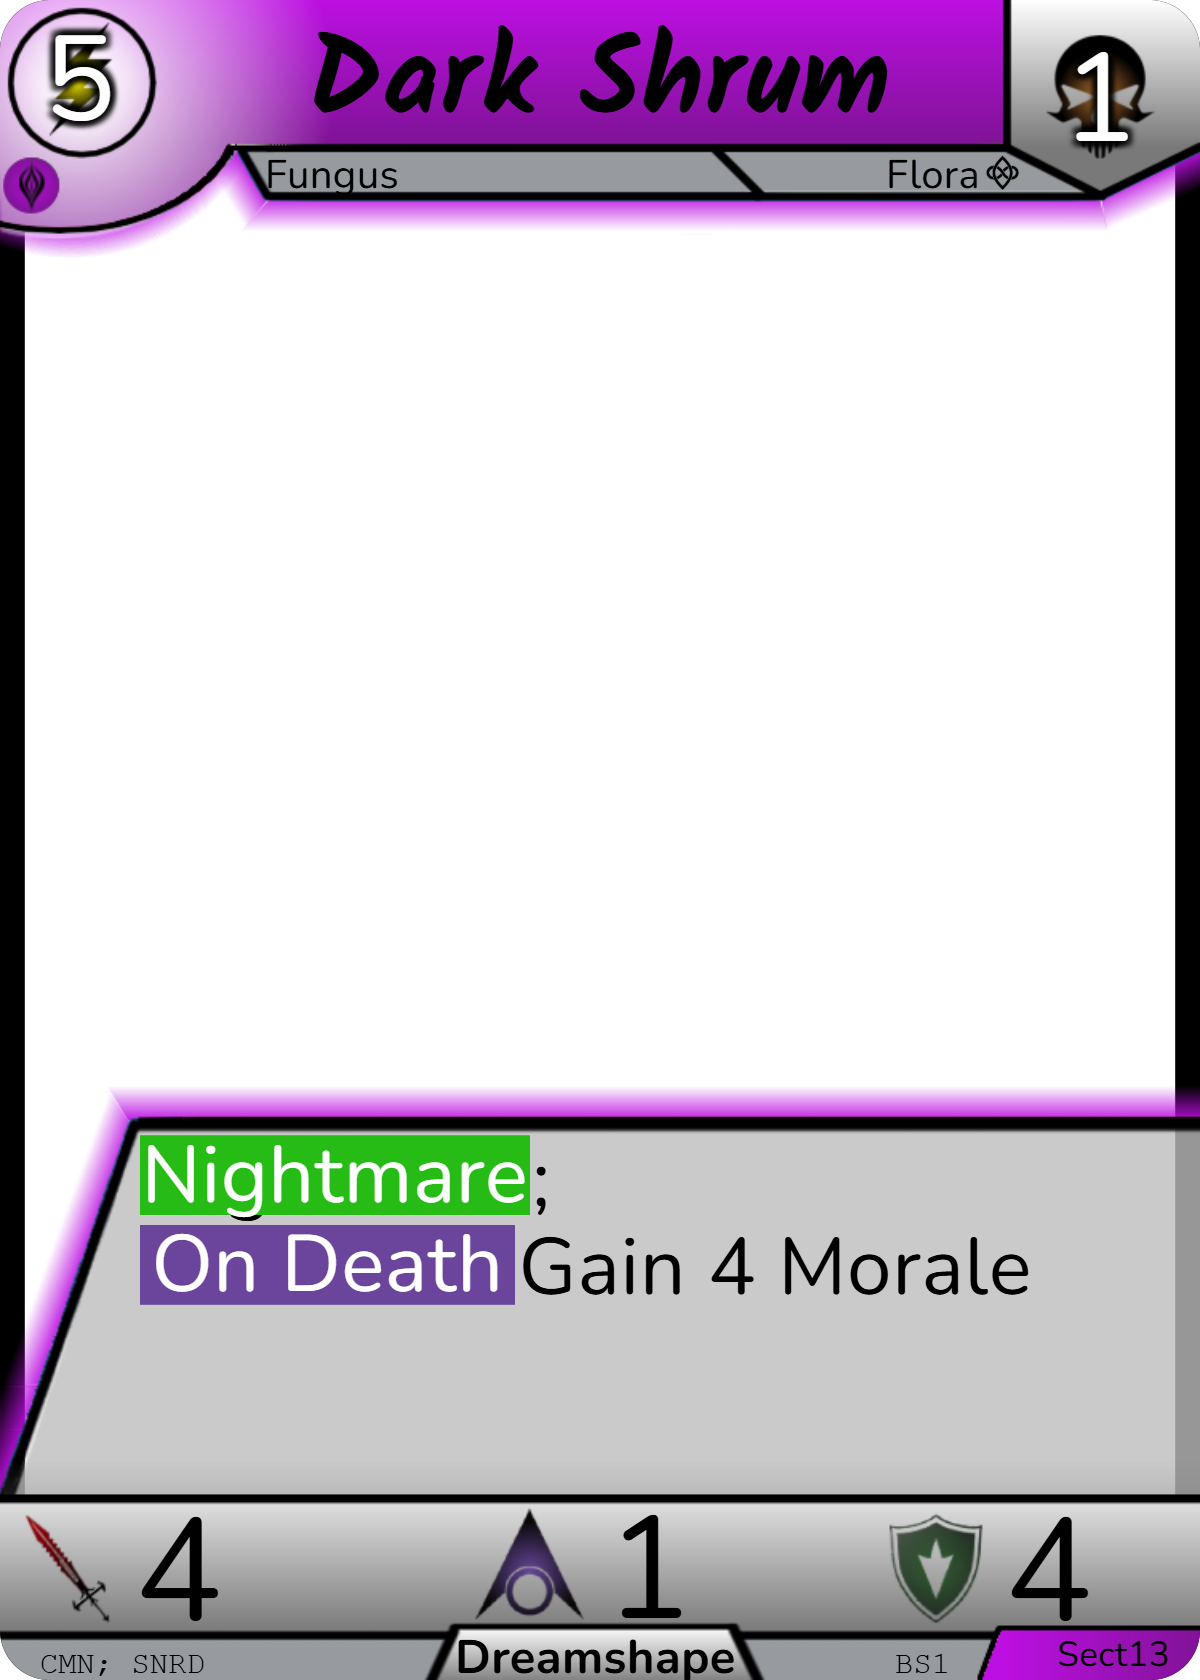 5
Dark Shrum
1
Fungus
Flora
Nightmare;
On Death Gain 4 Morale
4
1
4
CMN; SNRD
Dreamshape
BS1
Sect13